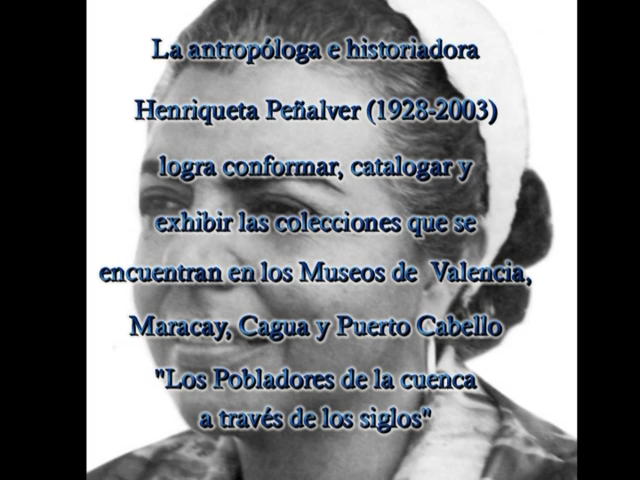 La antropóloga e historiadora
Henriqueta Peñalver (1928-2003)
logra conformar, catalogar y
exhibir las colecciones que se
encuentran en los Museos de Valencia,
Maracay, Cagua y Puerto Cabello
"Los Pobladores de la cuenca
a través de los siglos"